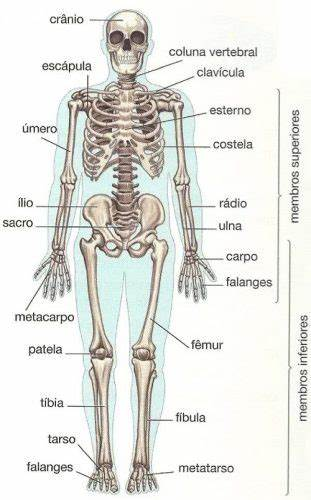 crânio
coluna vertebral
escápula
clavícula
esterno
úmero
costela
membros superiores
ílio
rádio
sacro
ulna
carpo
falanges
metacarpo
fêmur
patela
membros inferiores
tíbia
fíbula
tarso
falanges
metatarso